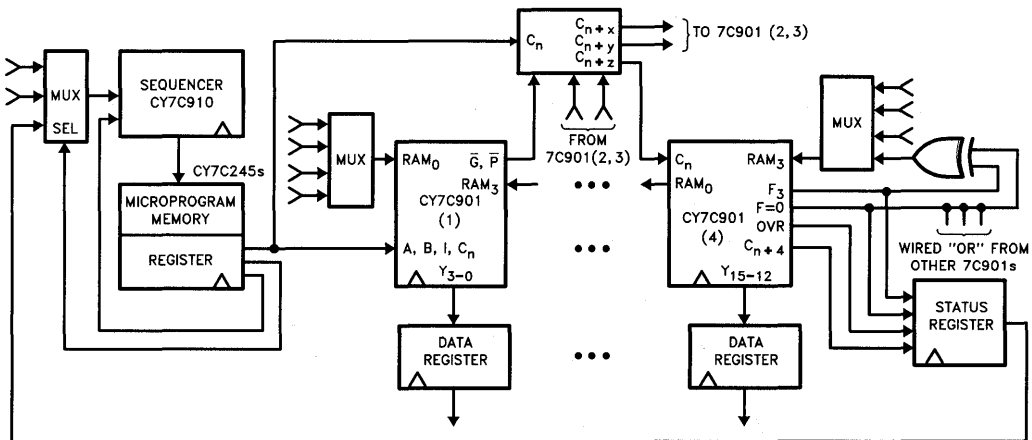 Cn
Cn+x
Cn+y
Cn+z
}TO 7C901 (2,3)
MUX
SEL
SEQUENCER
CY7C910
CY7C245s
MICROPROGRAM
MEMORY
REGISTER
MUX
RAM0
G̅, P̅
RAM3
CY7C901
(1)
A, B, I, Cn
Y3-0
DATA
REGISTER
FROM
7C901(2,3)
Cn
RAM3
RAM0
F3
F=0
CY7C901
(4)
OVR
Cn+4
Y15-12
DATA
REGISTER
MUX
WIRED "OR" FROM
OTHER 7C901s
STATUS
REGISTER